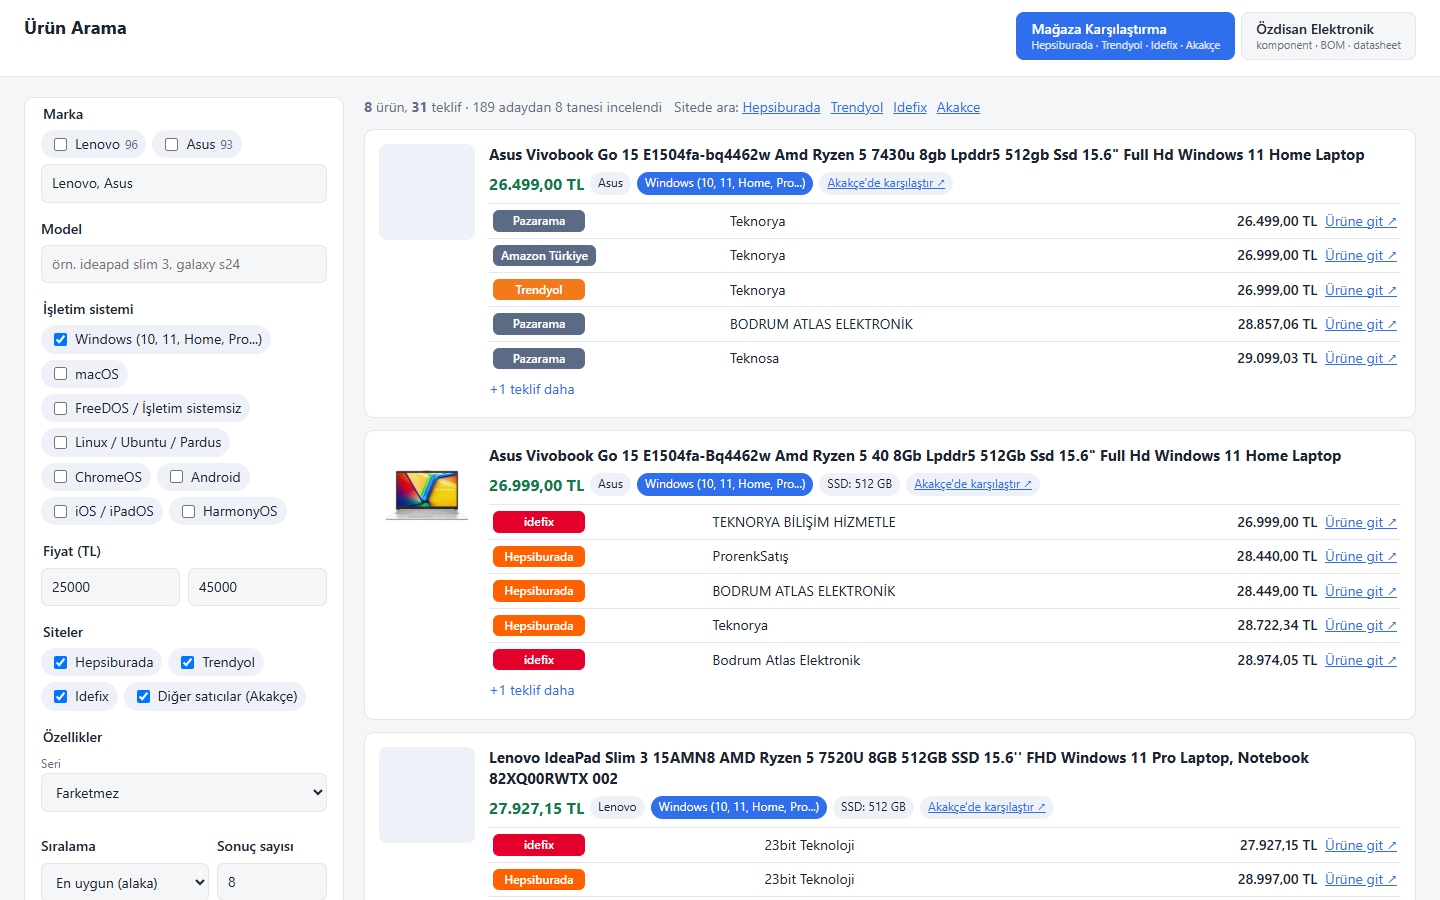 Ürün Arama
Mağaza Karşılaştırma
Hepsiburada · Trendyol · Idefix · Akakçe
Özdisan Elektronik
komponent · BOM · datasheet
Marka
Lenovo 96
Asus 93
Lenovo, Asus
Model
örn. ideapad slim 3, galaxy s24
İşletim sistemi
Windows (10, 11, Home, Pro...)
macOS
FreeDOS / İşletim sistemsiz
Linux / Ubuntu / Pardus
ChromeOS
Android
iOS / iPadOS
HarmonyOS
Fiyat (TL)
25000
45000
Siteler
Hepsiburada
Trendyol
Idefix
Diğer satıcılar (Akakçe)
Özellikler
Seri
Farketmez
Sıralama
Sonuç sayısı
En uygun (alaka)
8
8 ürün, 31 teklif · 189 adaydan 8 tanesi incelendi Sitede ara: Hepsiburada Trendyol Idefix Akakce
Asus Vivobook Go 15 E1504fa-bq4462w Amd Ryzen 5 7430u 8gb Lpddr5 512gb Ssd 15.6" Full Hd Windows 11 Home Laptop
26.499,00 TL Asus Windows (10, 11, Home, Pro...) Akakçe'de karşılaştır ↗
Pazarama Teknorya 26.499,00 TL Ürüne git ↗
Amazon Türkiye Teknorya 26.999,00 TL Ürüne git ↗
Trendyol Teknorya 26.999,00 TL Ürüne git ↗
Pazarama BODRUM ATLAS ELEKTRONİK 28.857,06 TL Ürüne git ↗
Pazarama Teknosa 29.099,03 TL Ürüne git ↗
+1 teklif daha
Asus Vivobook Go 15 E1504fa-Bq4462w Amd Ryzen 5 40 8Gb Lpddr5 512Gb Ssd 15.6" Full Hd Windows 11 Home Laptop
26.999,00 TL Asus Windows (10, 11, Home, Pro...) SSD: 512 GB Akakçe'de karşılaştır ↗
idefix TEKNORYA BİLİŞİM HİZMETLE 26.999,00 TL Ürüne git ↗
Hepsiburada ProrenkSatış 28.440,00 TL Ürüne git ↗
Hepsiburada BODRUM ATLAS ELEKTRONİK 28.449,00 TL Ürüne git ↗
Hepsiburada Teknorya 28.722,34 TL Ürüne git ↗
idefix Bodrum Atlas Elektronik 28.974,05 TL Ürüne git ↗
+1 teklif daha
Lenovo IdeaPad Slim 3 15AMN8 AMD Ryzen 5 7520U 8GB 512GB SSD 15.6'' FHD Windows 11 Pro Laptop, Notebook
82XQ00RWTX 002
27.927,15 TL Lenovo Windows (10, 11, Home, Pro...) SSD: 512 GB Akakçe'de karşılaştır ↗
idefix 23bit Teknoloji 27.927,15 TL Ürüne git ↗
Hepsiburada 23bit Teknoloji 28.997,00 TL Ürüne git ↗